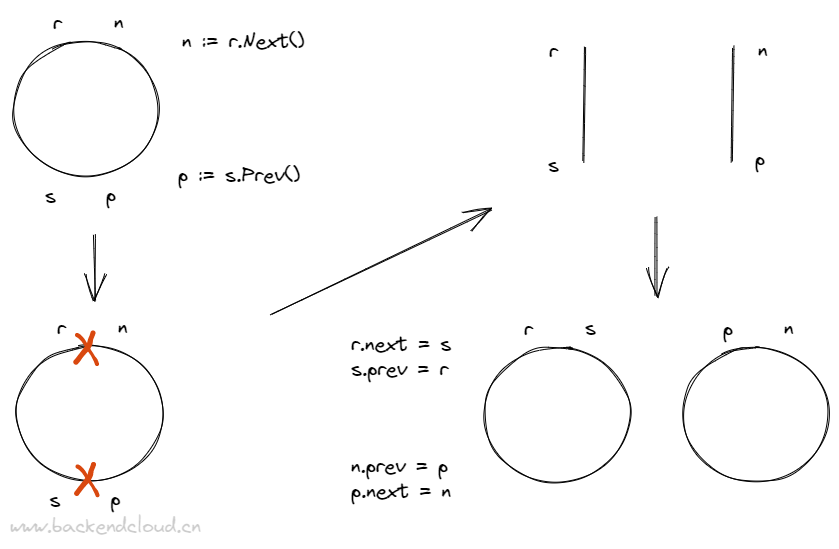 r n
n := r.Next()
p := s.Prev()
s p
r n
s p
r n
s p
r.next = s
s.prev = r
n.prev = p
p.next = n
r s
p n
www.backendcloud.cn